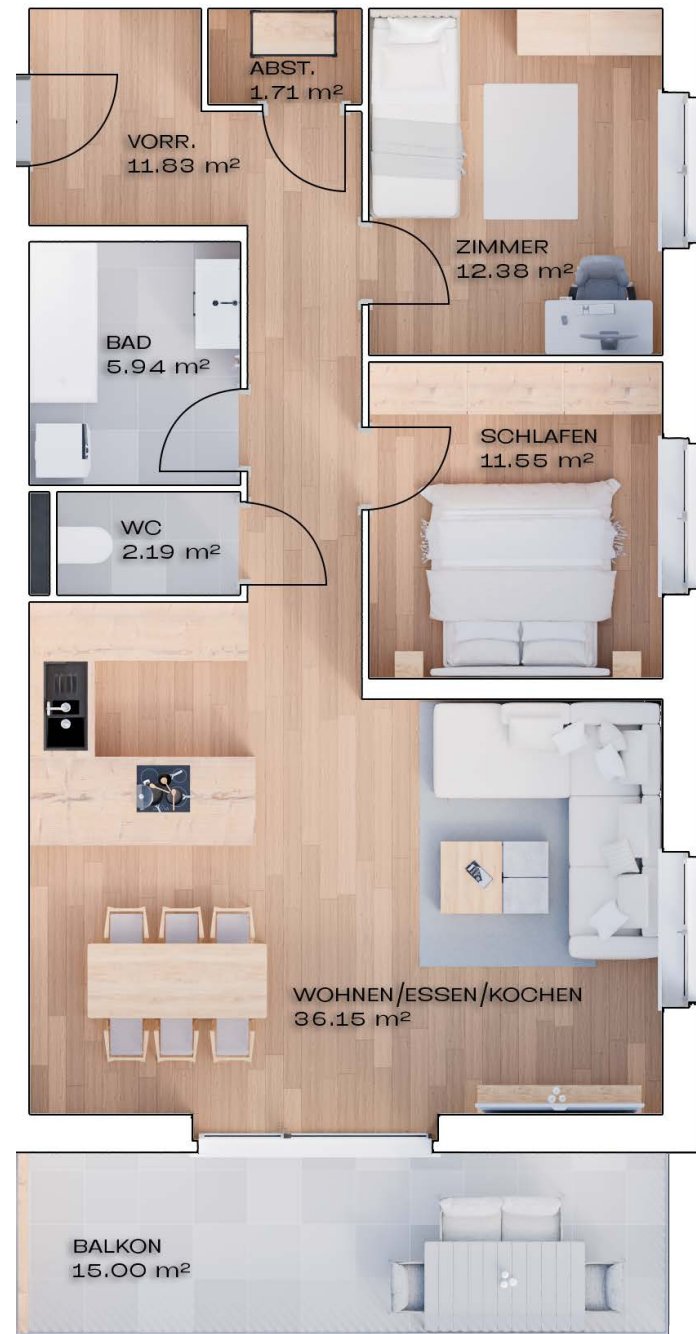 ABST.
1.71 m²
VORR.
11.83 m²
ZIMMER
12.38 m²
BAD
5.94 m²
SCHLAFEN
11.55 m²
WC
2.19 m²
WOHNEN/ESSEN/KOCHEN
36.15 m²
BALKON
15.00 m²